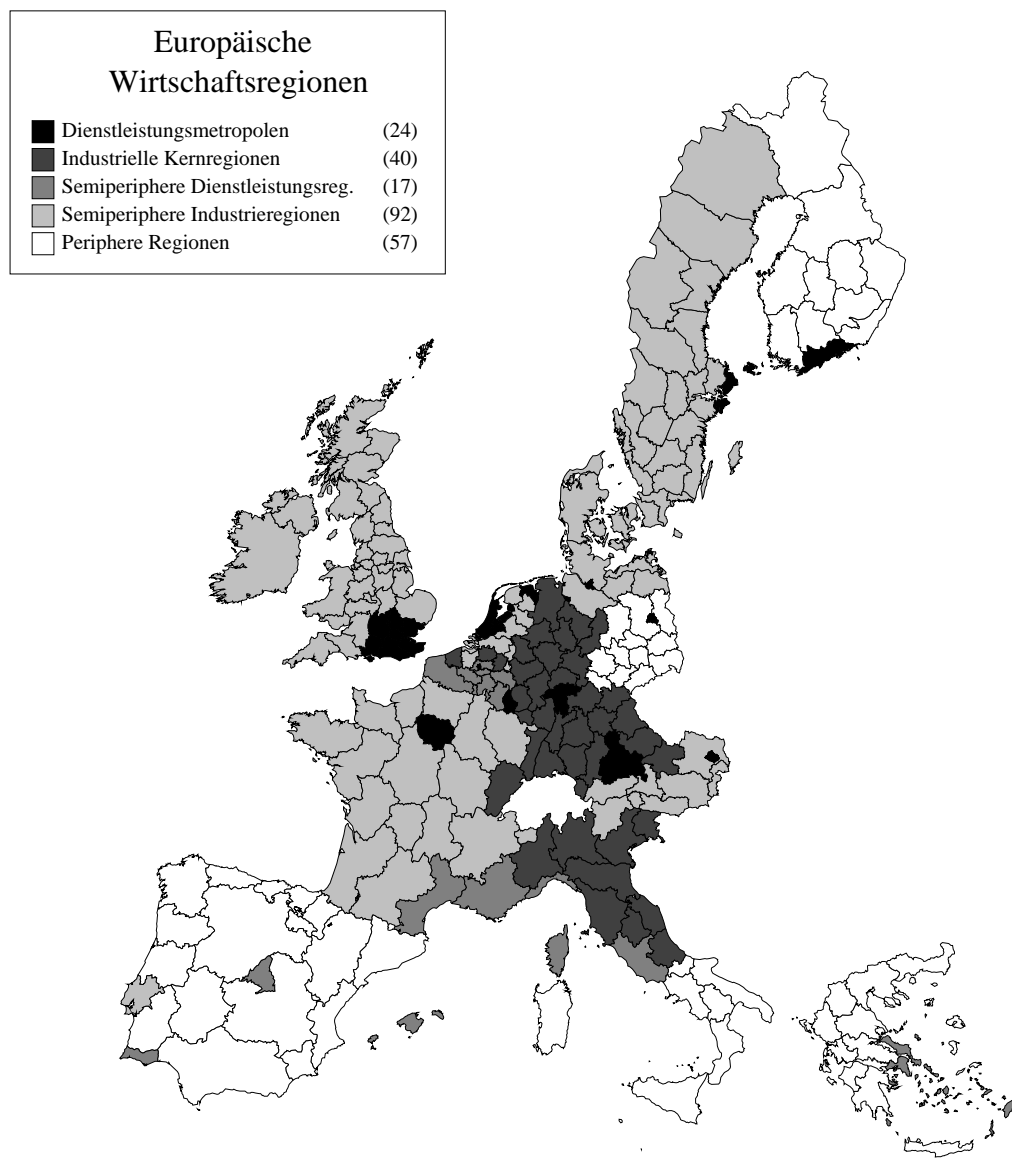 Europäische
Wirtschaftsregionen
Dienstleistungsmetropolen (24)
Industrielle Kernregionen (40)
Semiperiphere Dienstleistungsreg. (17)
Semiperiphere Industrieregionen (92)
Periphere Regionen (57)